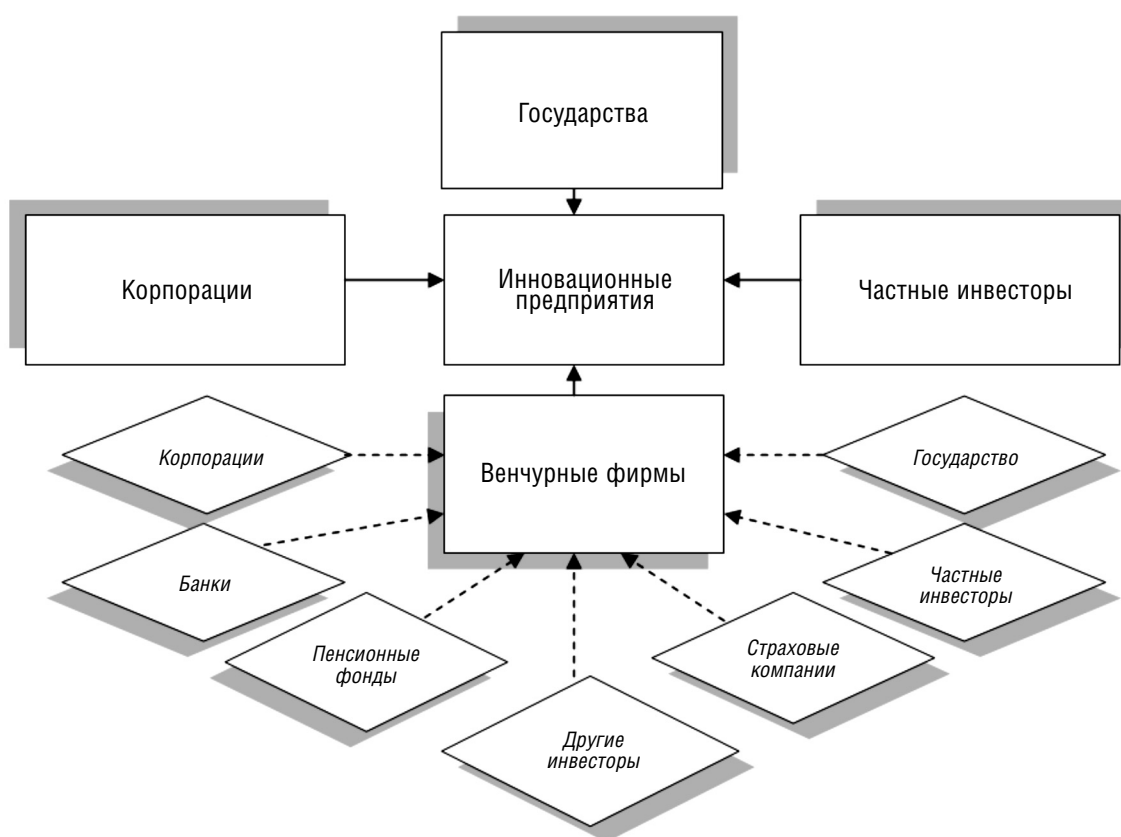 Государства
Корпорации
Инновационные
предприятия
Частные инвесторы
Корпорации
Венчурные фирмы
Государство
Банки
Частные
инвесторы
Пенсионные
фонды
Страховые
компании
Другие
инвесторы